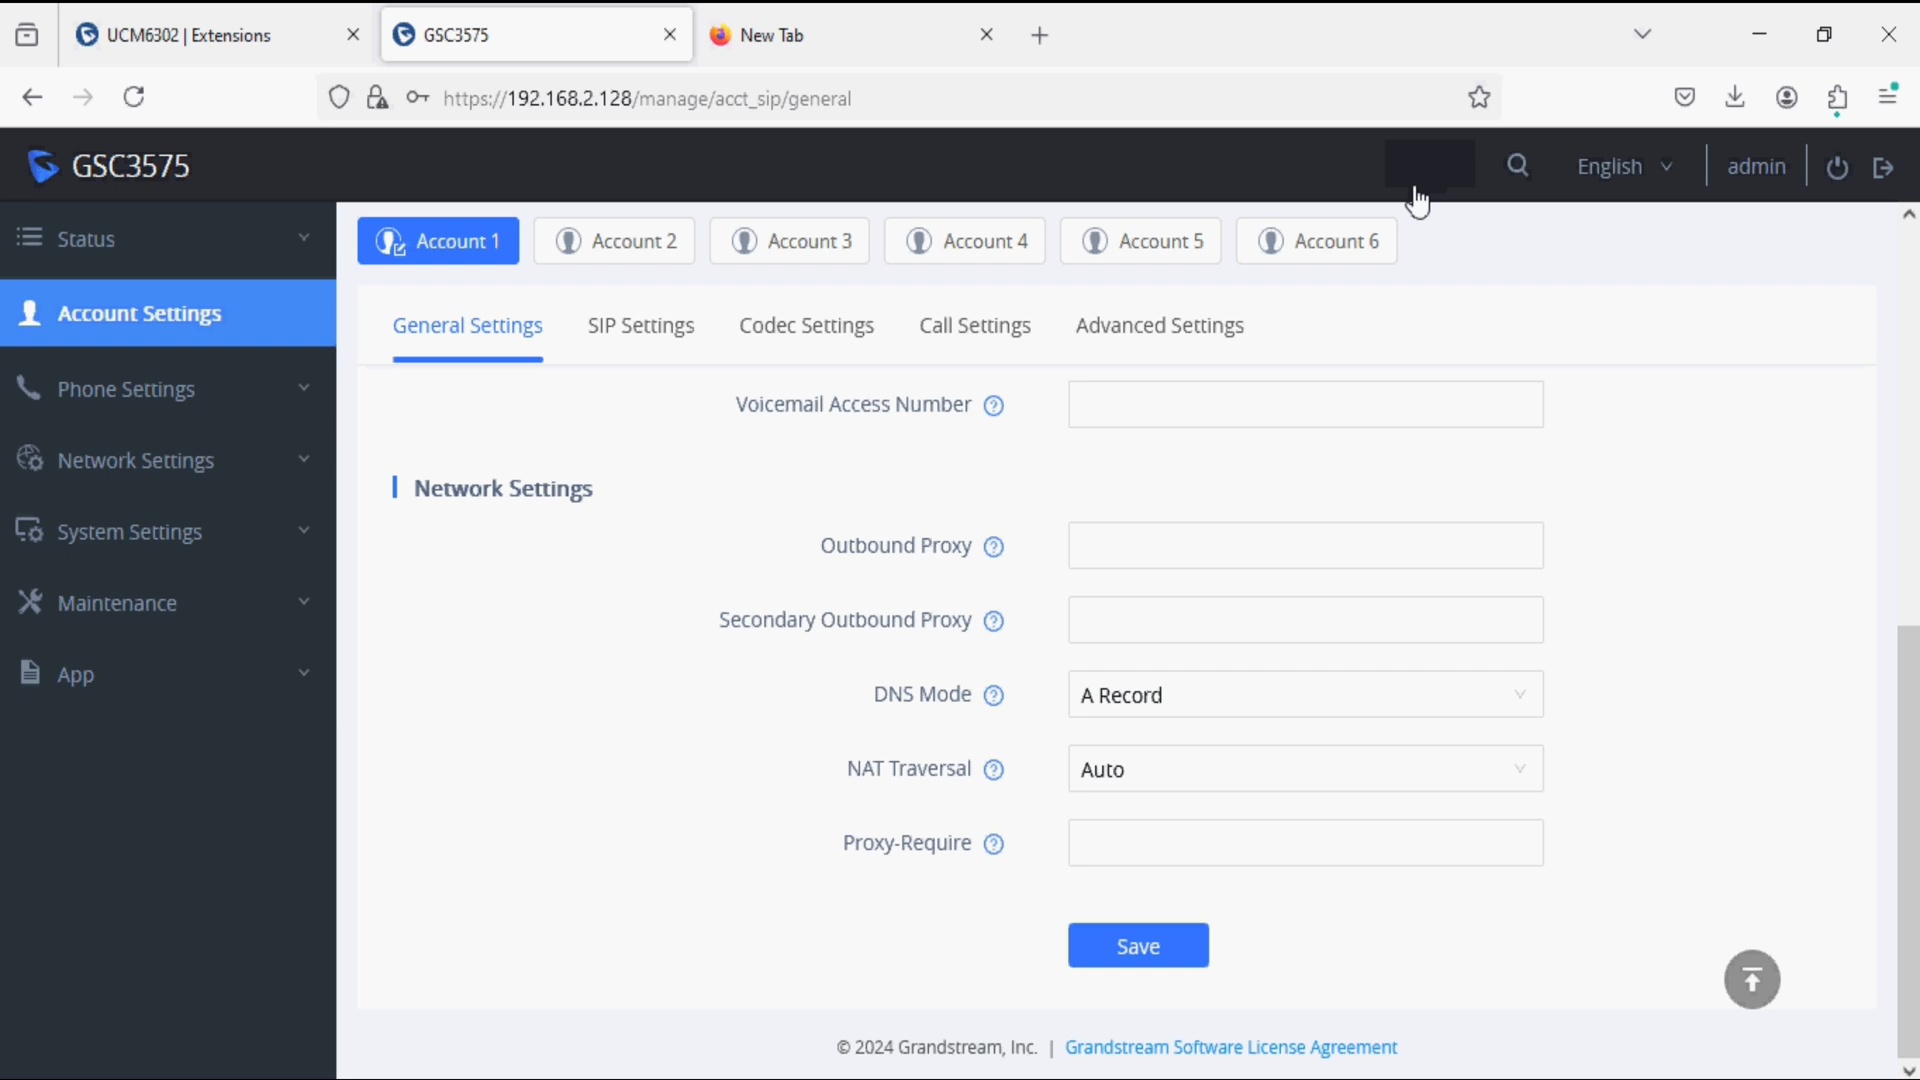 UCM6302 | Extensions
GSC3575
New Tab
https://192.168.2.128/manage/acct_sip/general
GSC3575
English
admin
Status
Account Settings
Phone Settings
Network Settings
System Settings
Maintenance
App
Account 1
Account 2
Account 3
Account 4
Account 5
Account 6
General Settings
SIP Settings
Codec Settings
Call Settings
Advanced Settings
Voicemail Access Number
Network Settings
Outbound Proxy
Secondary Outbound Proxy
DNS Mode
A Record
NAT Traversal
Auto
Proxy-Require
Save
© 2024 Grandstream, Inc. | Grandstream Software License Agreement